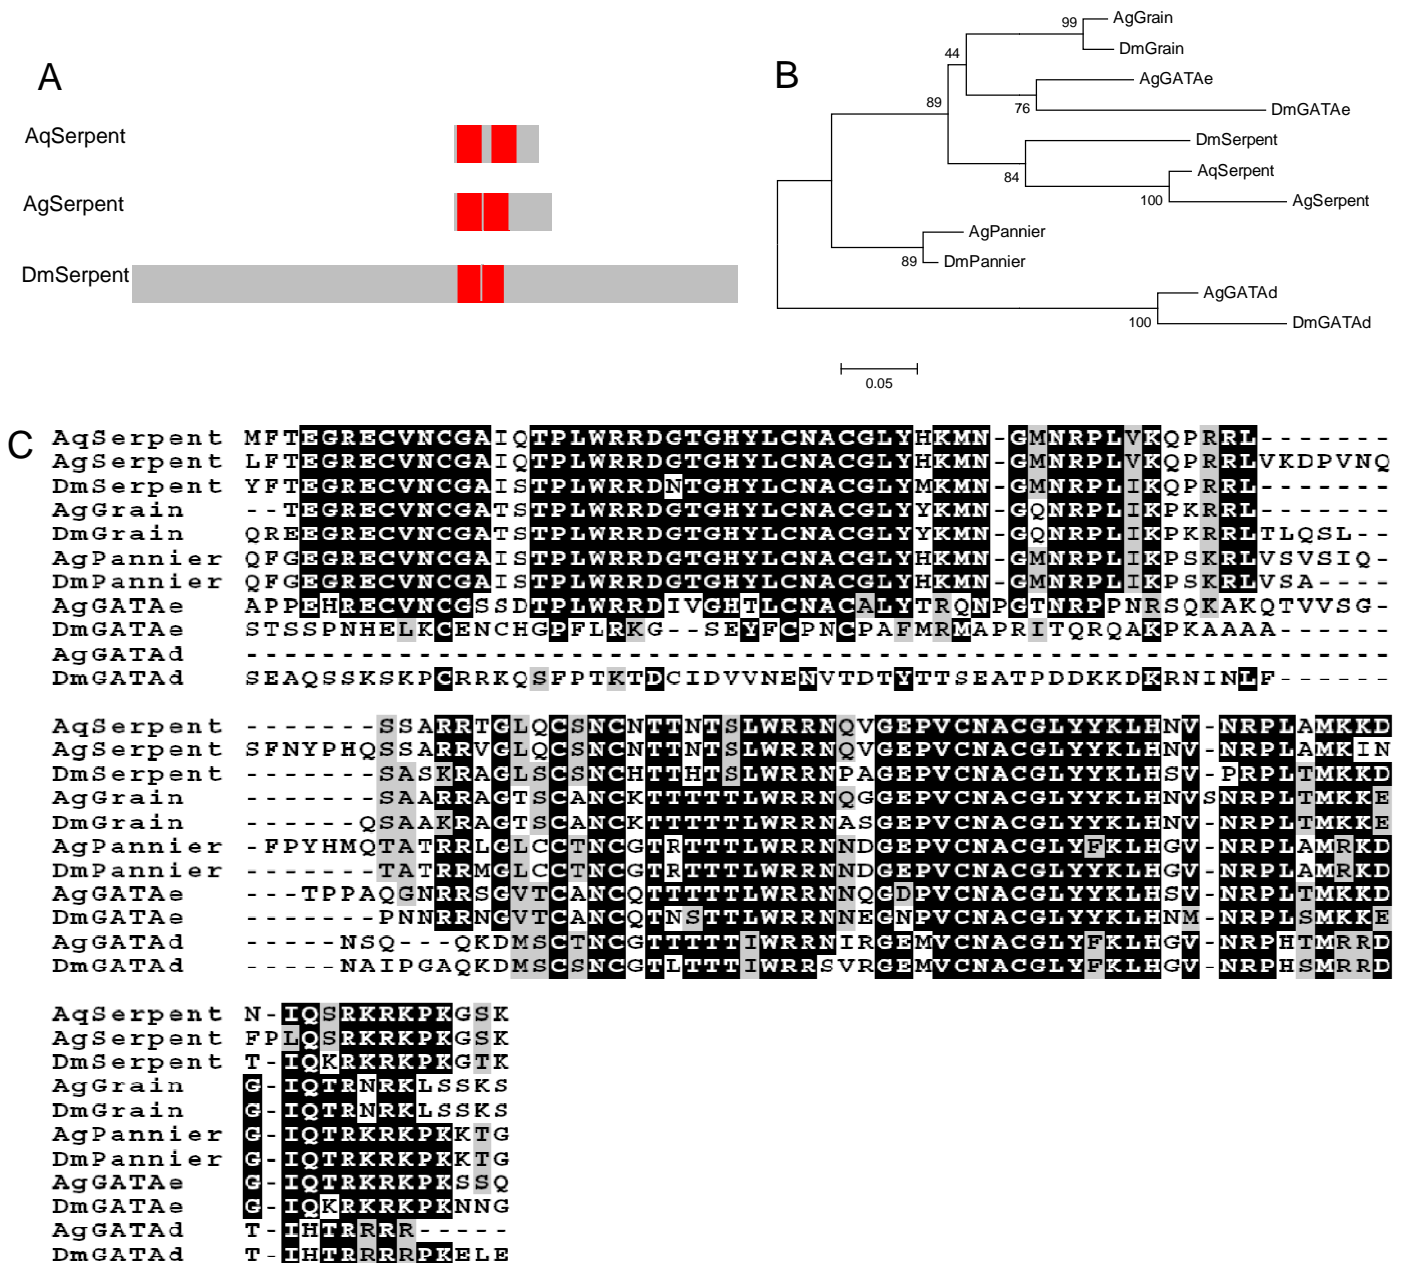 A
AqSerpent
AgSerpent
DmSerpent
B
99
AgGrain
DmGrain
44
AgGATAe
76
DmGATAe
89
DmSerpent
84
AqSerpent
100
AgSerpent
AgPannier
89
DmPannier
AgGATAd
100
DmGATAd
0.05
C
AqSerpent MFTEGRECVNCGAIQTPLWRRDGTGHYLCNACGLYHKMN-GMNRPLVKQPRRL-------
AgSerpent LFTEGRECVNCGAIQTPLWRRDGTGHYLCNACGLYHKMN-GMNRPLVKQPRRLVKDPVNQ
DmSerpent YFTEGRECVNCGAISTPLWRRDNTGHYLCNACGLYMKMN-GMNRPLIKQPRRL-------
AgGrain --TEGRECVNCGATSTPLWRRDGTGHYLCNACGLYYKMN-GQNRPLIKPKRRL-------
DmGrain QREEGRECVNCGATSTPLWRRDGTGHYLCNACGLYYKMN-GQNRPLIKPKRRLTLQSL--
AgPannier QFGEGRECVNCGAISTPLWRRDGTGHYLCNACGLYHKMN-GMNRPLIKPSKRLVSVSIQ-
DmPannier QFGEGRECVNCGAISTPLWRRDGTGHYLCNACGLYHKMN-GMNRPLIKPSKRLVSA----
AgGATAe APPEHRECVNCGSSDTPLWRRDIVGHTLCNACALYTRQNPGTNRPPNRSQKAKQTVVSG-
DmGATAe STSSPNHELKCENCHGPFLRKG--SEYFCPNCPAFMRMAPRITQRQAKPKAAAA------
AgGATAd ------------------------------------------------------------
DmGATAd SEAQSSKSKPCRRKQSFPTKTDCIDVVNENVTDTYTTSEATPDDKKDKRNINLF------
AqSerpent -------SSARRTGLQCSNCNTTNTSLWRRNQVGEPVCNACGLYYKLHNV-NRPLAMKKD
AgSerpent SFNYPHQSSARRVGLQCSNCNTTNTSLWRRNQVGEPVCNACGLYYKLHNV-NRPLAMKIN
DmSerpent -------SASKRAGLSCSNCHTTHTSLWRRNPAGEPVCNACGLYYKLHSV-PRPLTMKKD
AgGrain -------SAARRAGTSCANCKTTTTTLWRRNQGGEPVCNACGLYYKLHNVSNRPLTMKKE
DmGrain ------QSAAKRAGTSCANCKTTTTTLWRRNASGEPVCNACGLYYKLHNV-NRPLTMKKE
AgPannier -FPYHMQTATRRLGLCCTNCGTRTTTLWRRNNDGEPVCNACGLYFKLHGV-NRPLAMRKD
DmPannier -------TATRRMGLCCTNCGTRTTTLWRRNNDGEPVCNACGLYYKLHGV-NRPLAMRKD
AgGATAe ---TPPAQGNRRSGVTCANCQTTTTTLWRRNNQGDPVCNACGLYYKLHSV-NRPLTMKKD
DmGATAe -------PNNRRNGVTCANCQTNSTTLWRRNNEGNPVCNACGLYYKLHNM-NRPLSMKKE
AgGATAd -----NSQ---QKDMSCTNCGTTTTTIWRRNIRGEMVCNACGLYFKLHGV-NRPHTMRRD
DmGATAd -----NAIPGAQKDMSCSNCGTLTTTIWRRSVRGEMVCNACGLYFKLHGV-NRPHSMRRD
AqSerpent N-IQSRKRKPKGSK
AgSerpent FPLQSRKRKPKGSK
DmSerpent T-IQKRKRKPKGTK
AgGrain G-IQTRNRKLSSKS
DmGrain G-IQTRNRKLSSKS
AgPannier G-IQTRKRKPKKTG
DmPannier G-IQTRKRKPKKTG
AgGATAe G-IQTRKRKPKSSQ
DmGATAe G-IQKRKRKPKNNG
AgGATAd T-IHTRRRR-----
DmGATAd T-IHTRRRRPKELE